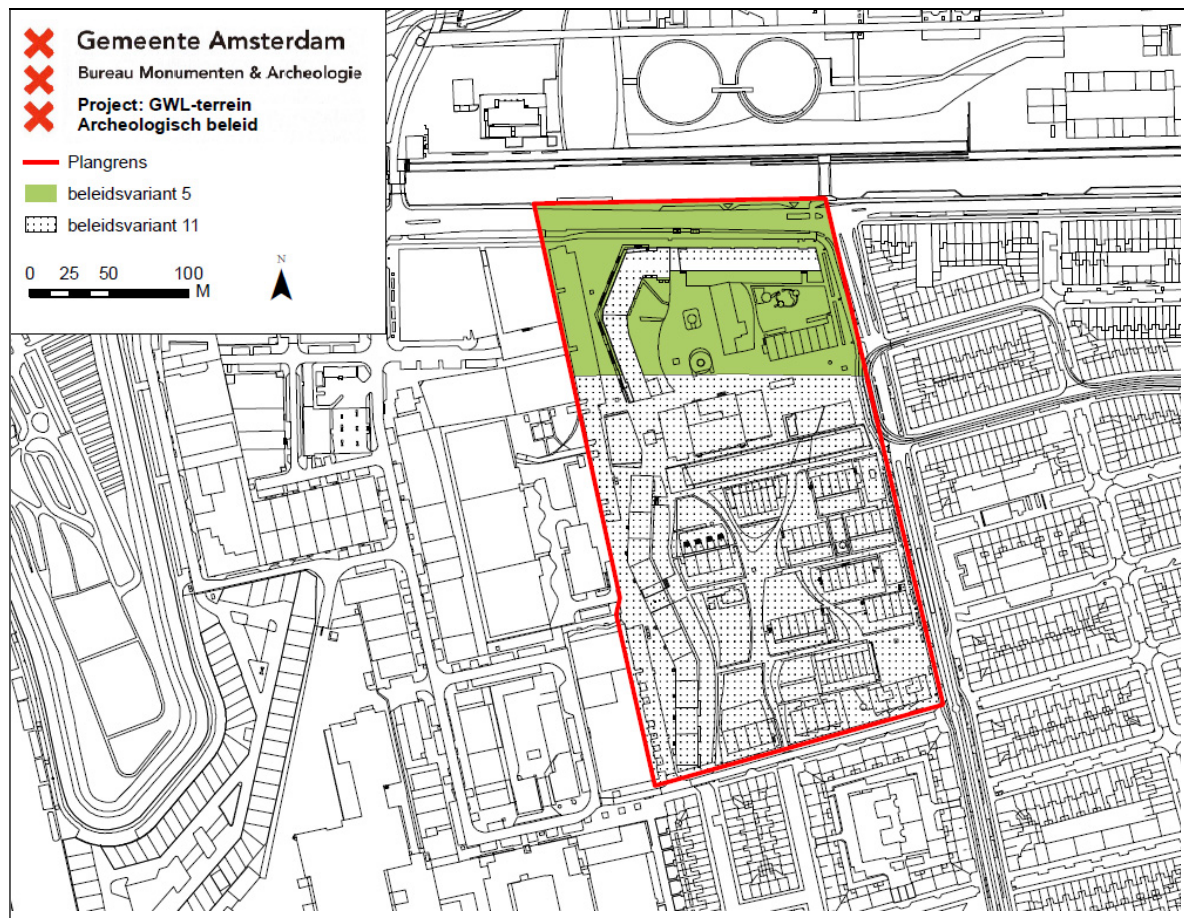 Gemeente Amsterdam
Bureau Monumenten & Archeologie
Project: GWL-terrein
Archeologisch beleid
Plangrens
beleidsvariant 5
beleidsvariant 11
N
0 25 50 100
M